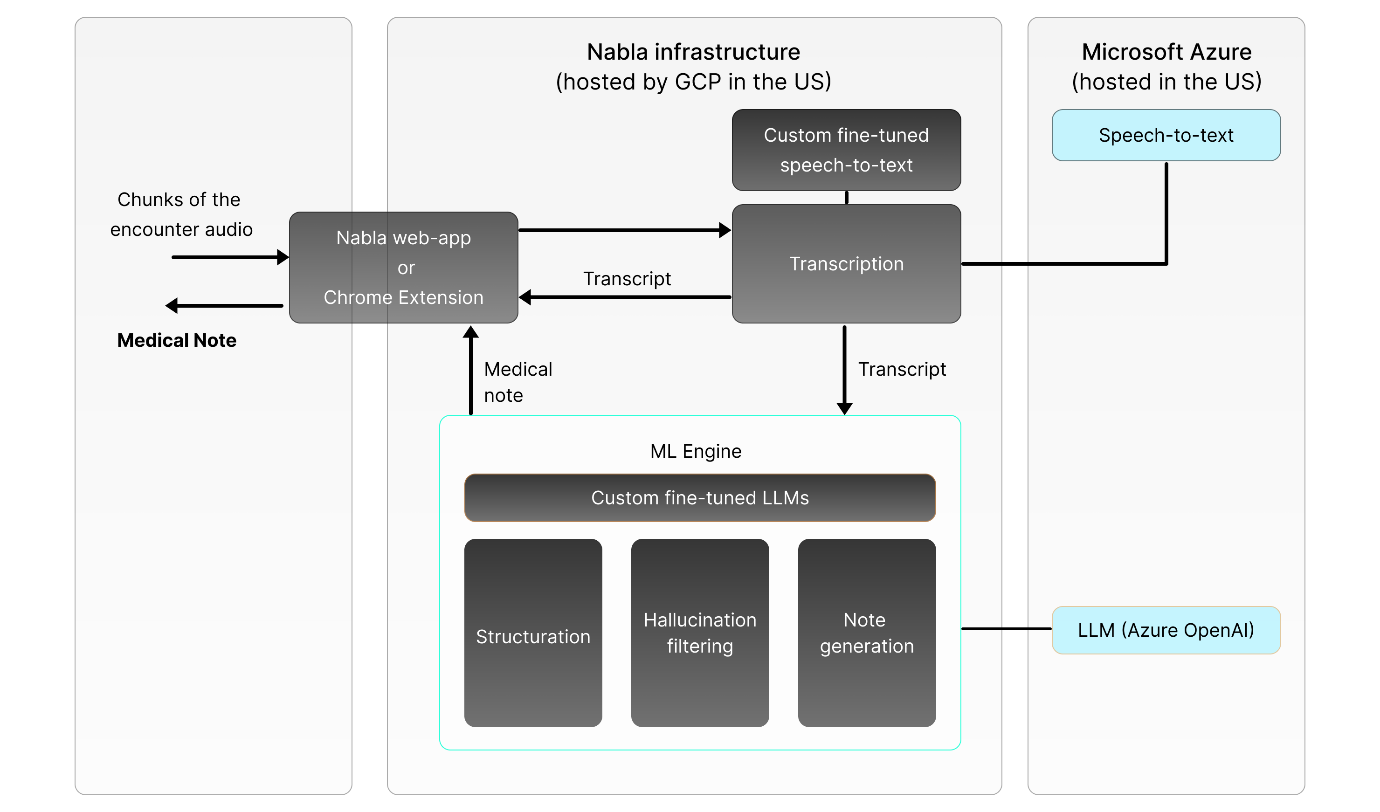 Nabla infrastructure
(hosted by GCP in the US)
Microsoft Azure
(hosted in the US)
Custom fine-tuned
speech-to-text
Speech-to-text
Chunks of the
encounter audio
Nabla web-app
or
Chrome Extension
Transcription
Transcript
Medical Note
Medical
note
Transcript
ML Engine
Custom fine-tuned LLMs
Structuration
Hallucination
filtering
Note
generation
LLM (Azure OpenAI)